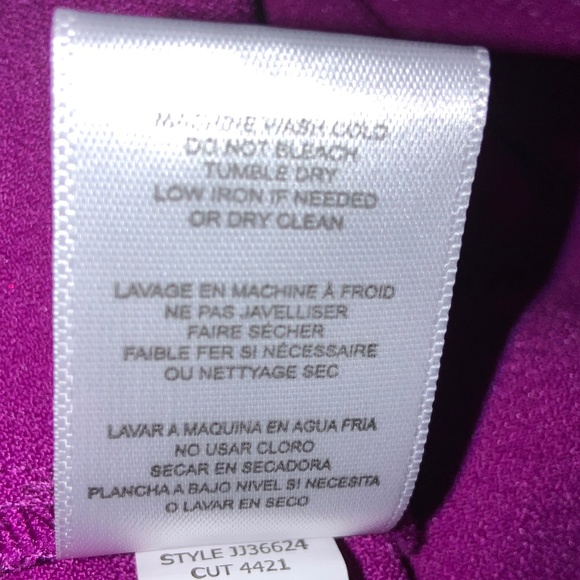 MACHINE WASH COLD
DO NOT BLEACH
TUMBLE DRY
LOW IRON IF NEEDED
OR DRY CLEAN
LAVAGE EN MACHINE À FROID
NE PAS JAVELLISER
FAIRE SÉCHER
FAIBLE FER SI NÉCESSAIRE
OU NETTYAGE SEC
LAVAR A MAQUINA EN AGUA FRIA
NO USAR CLORO
SECAR EN SECADORA
PLANCHA A BAJO NIVEL SI NECESITA
O LAVAR EN SECO
STYLE JJ36624
CUT 4421